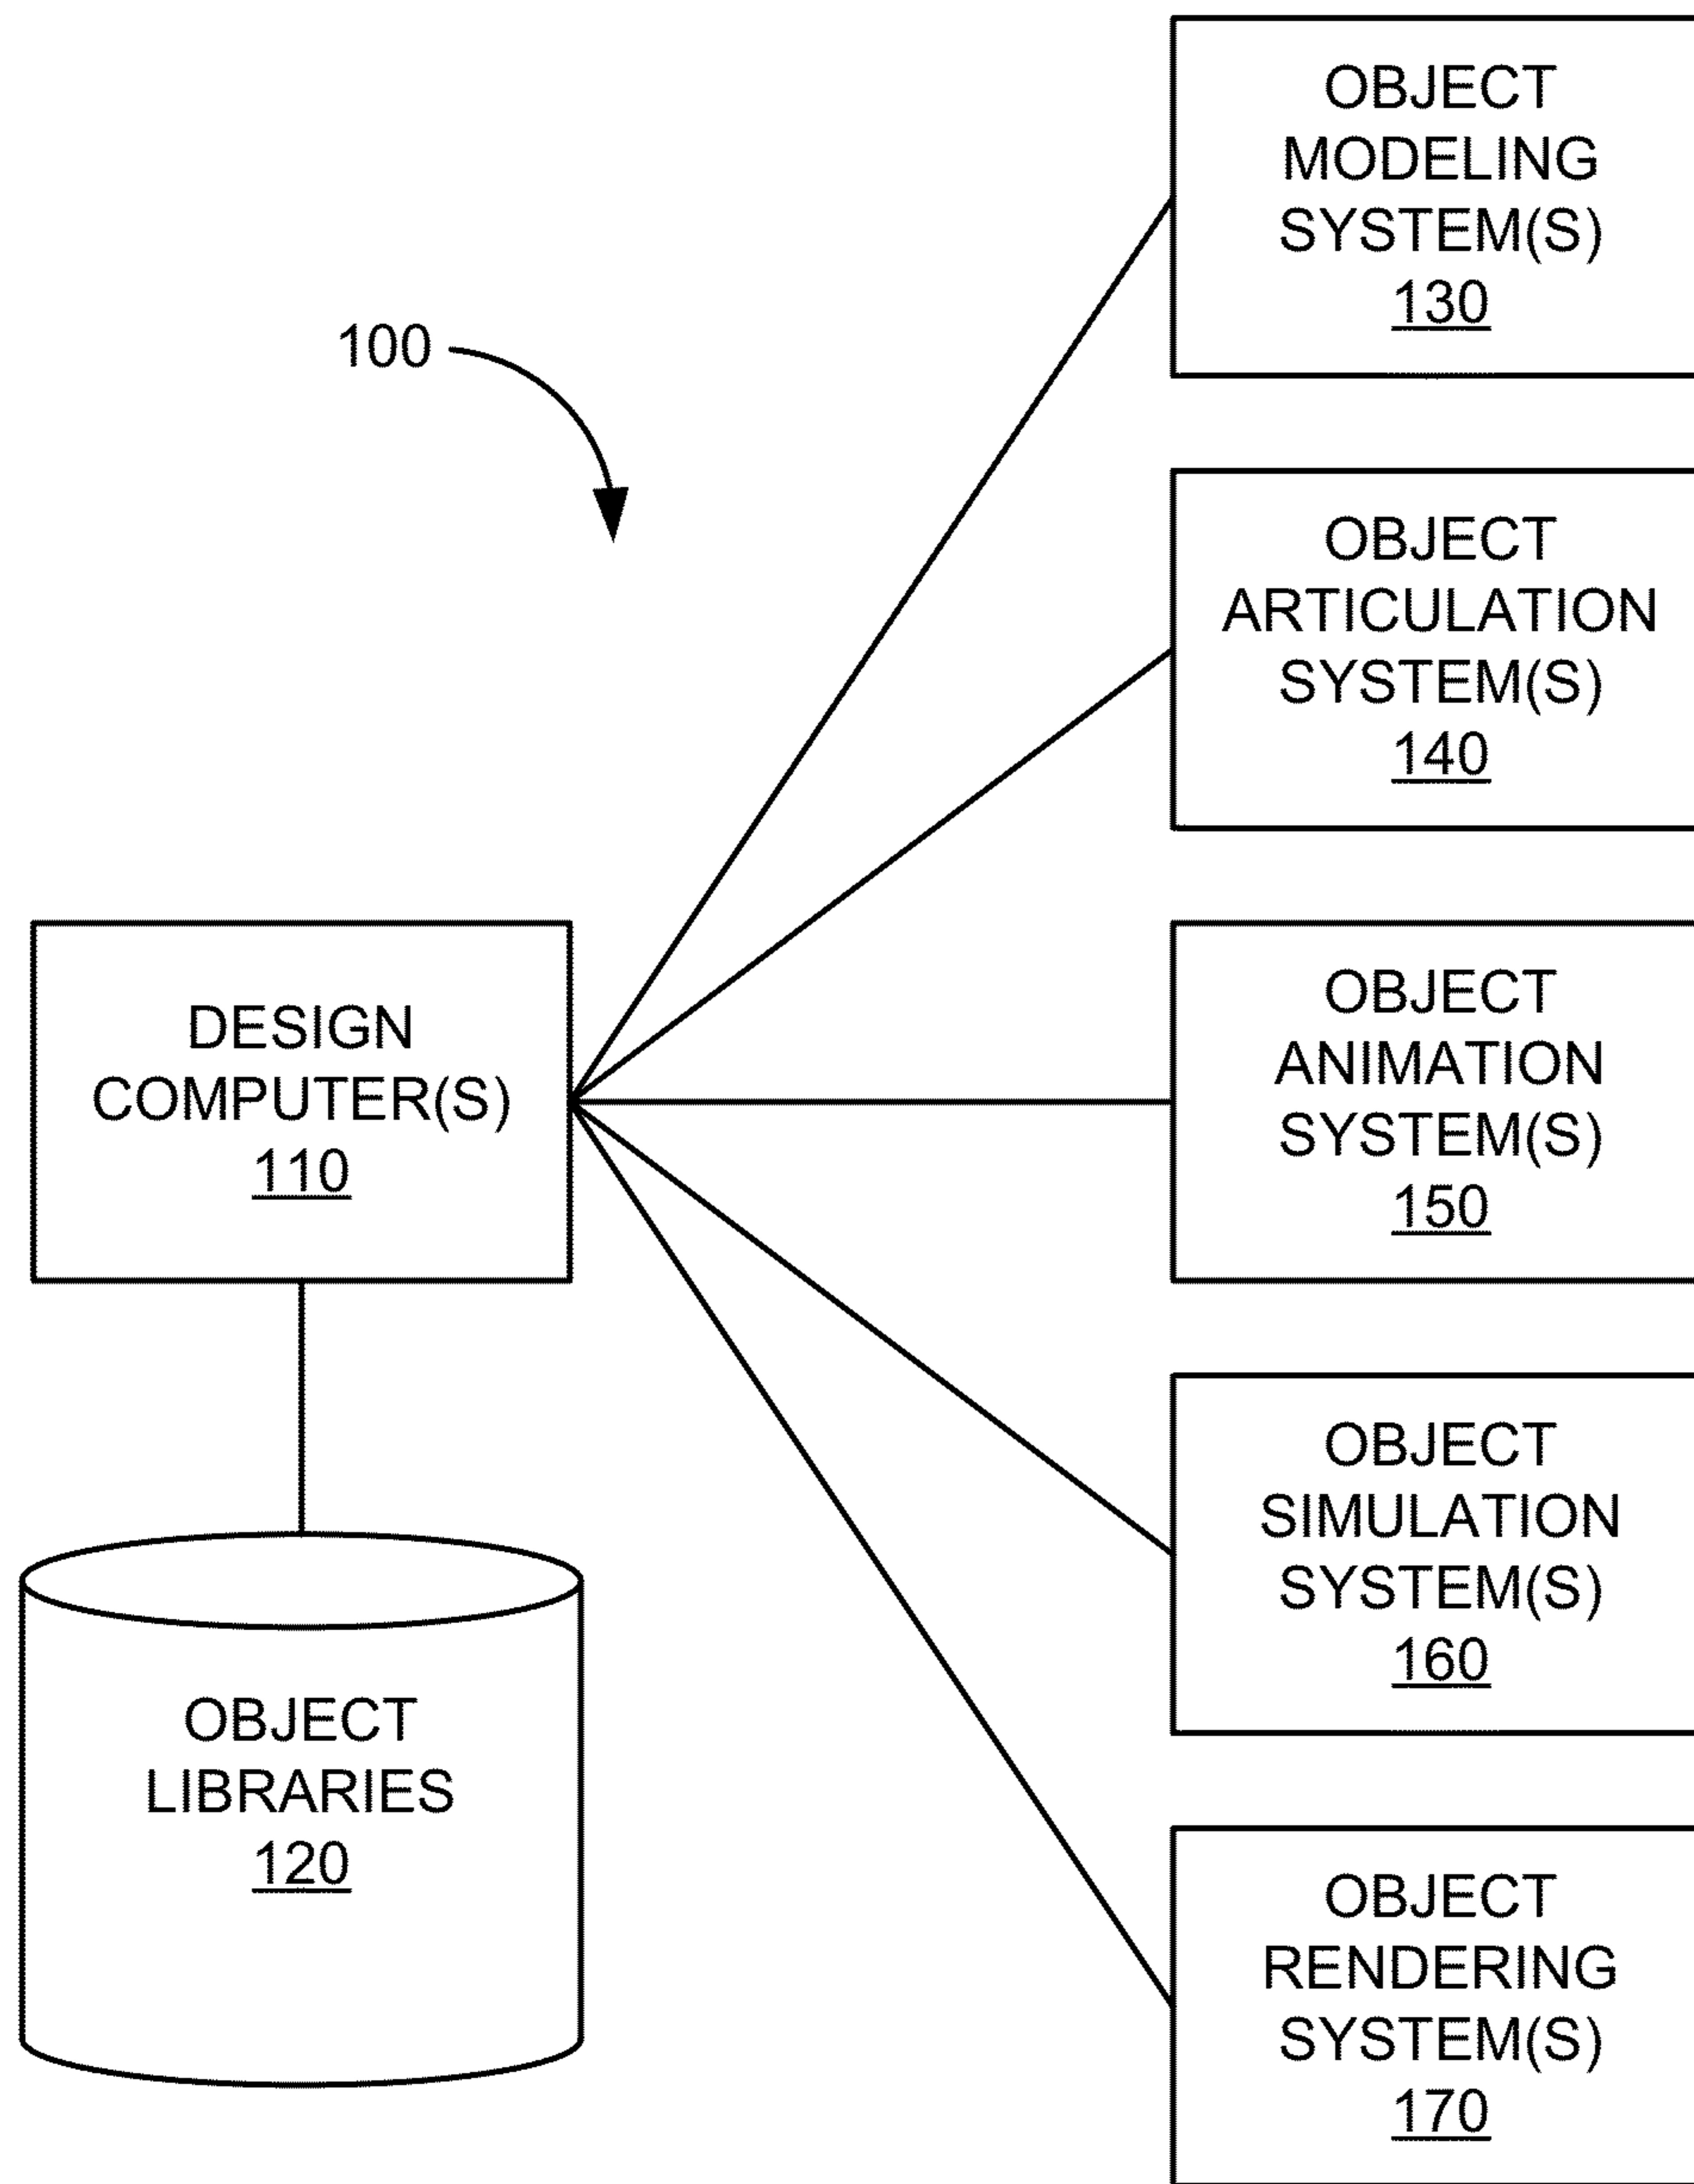 100
OBJECT
MODELING
SYSTEM(S)
130
OBJECT
ARTICULATION
SYSTEM(S)
140
DESIGN
COMPUTER(S)
110
OBJECT
ANIMATION
SYSTEM(S)
150
OBJECT
LIBRARIES
120
OBJECT
SIMULATION
SYSTEM(S)
160
OBJECT
RENDERING
SYSTEM(S)
170